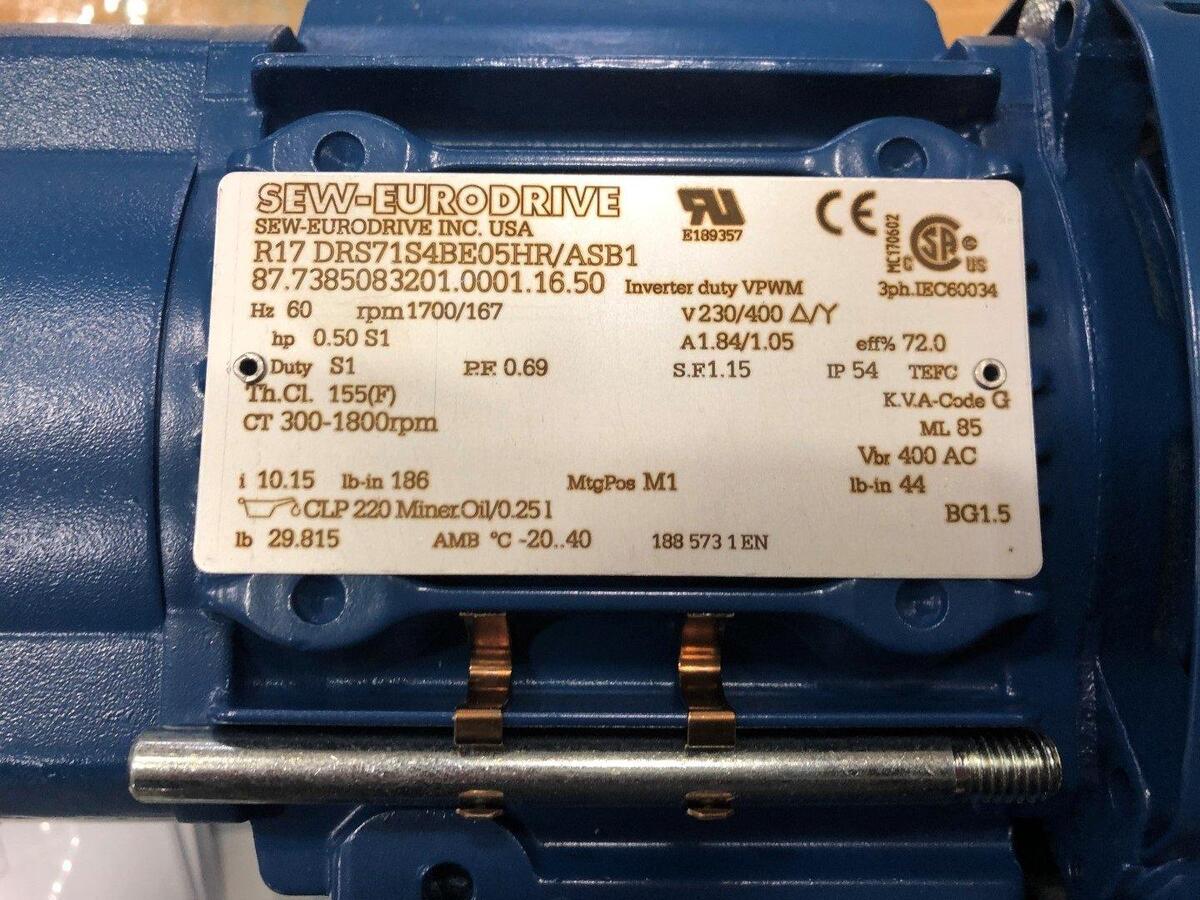 SEW-EURODRIVE
SEW-EURODRIVE INC. USA
R17 DRS71S4BE05HR/ASB1
87.7385083201.0001.16.50 Inverter duty VPWM
RU
E189357
CE
MC170602
C SA US
3ph.IEC60034
Hz 60 rpm 1700/167 V 230/400 Δ/Y
hp 0.50 S1 A 1.84/1.05 eff% 72.0
Duty S1 P.F. 0.69 S.F.1.15 IP 54 TEFC
Th.Cl. 155(F) K.V.A-Code G
CT 300-1800rpm ML 85
Vbr 400 AC
i 10.15 lb-in 186 MtgPos M1 lb-in 44
CLP 220 Miner.Oil/0.25 l BG1.5
lb 29.815 AMB °C -20..40 188 573 1 EN